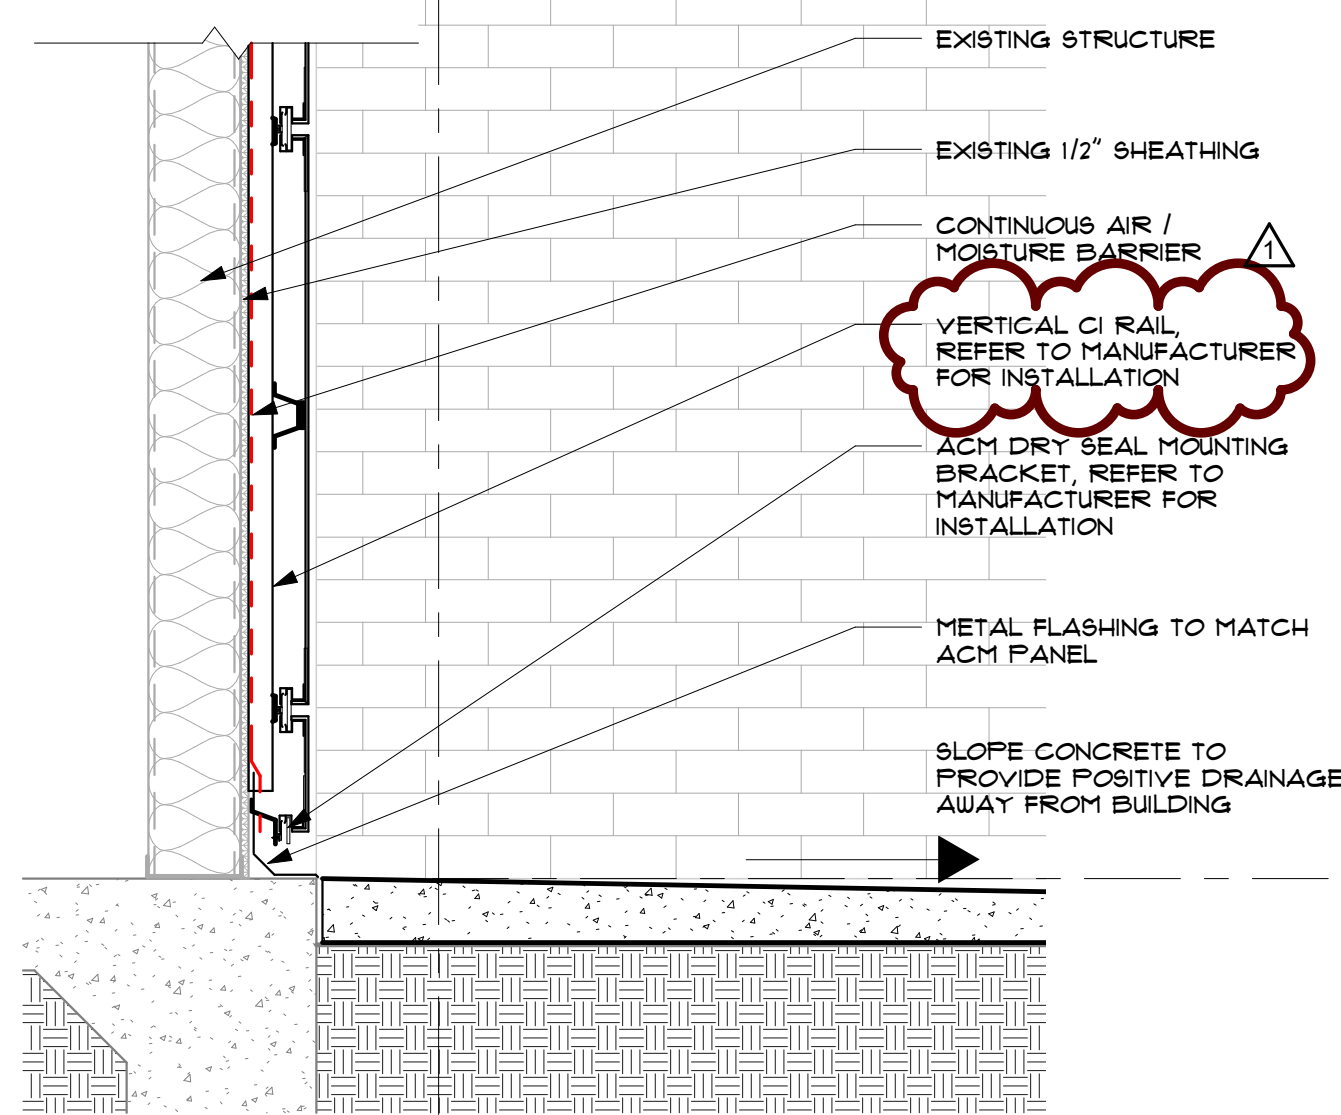 EXISTING STRUCTURE
EXISTING 1/2" SHEATHING
CONTINUOUS AIR /
MOISTURE BARRIER
1
VERTICAL CI RAIL,
REFER TO MANUFACTURER
FOR INSTALLATION
ACM DRY SEAL MOUNTING
BRACKET, REFER TO
MANUFACTURER FOR
INSTALLATION
METAL FLASHING TO MATCH
ACM PANEL
SLOPE CONCRETE TO
PROVIDE POSITIVE DRAINAGE
AWAY FROM BUILDING